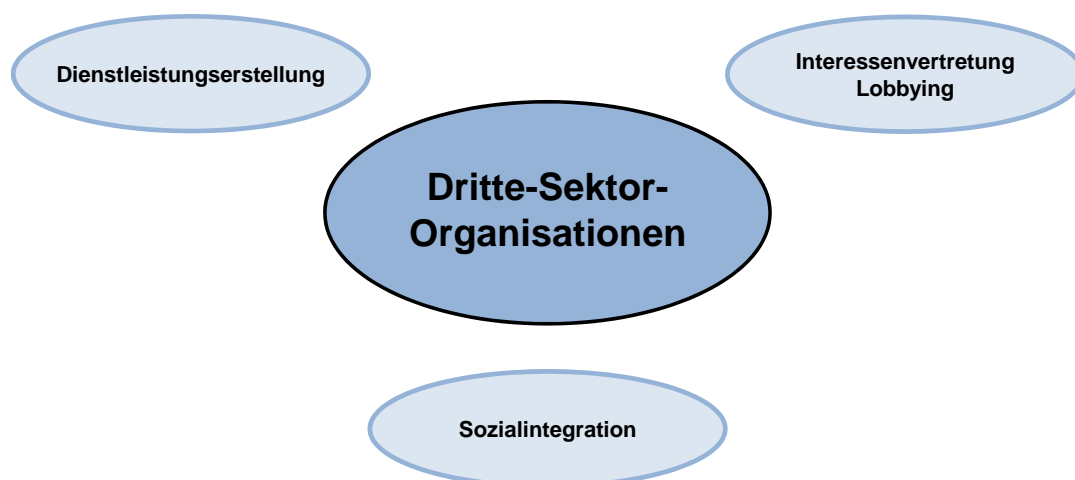 Dienstleistungserstellung
Interessenvertretung
Lobbying
Dritte-Sektor-
Organisationen
Sozialintegration